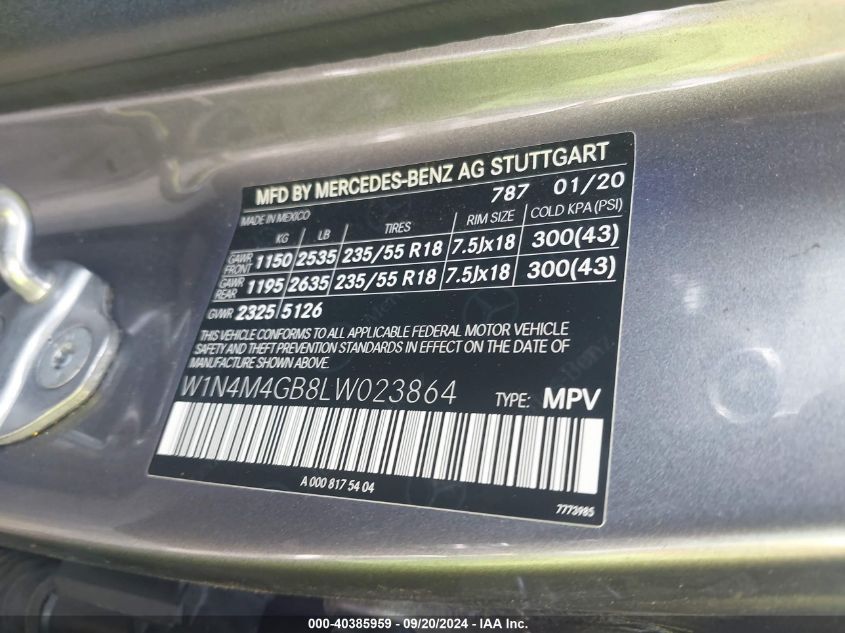 MFD BY MERCEDES-BENZ AG STUTTGART
787 01/20
MADE IN MEXICO
KG LB TIRES RIM SIZE COLD KPA (PSI)
GAWR FRONT 1150 2535 235/55 R18 7.5Jx18 300(43)
GAWR REAR 1195 2635 235/55 R18 7.5Jx18 300(43)
GVWR 2325 5126
THIS VEHICLE CONFORMS TO ALL APPLICABLE FEDERAL MOTOR VEHICLE
SAFETY AND THEFT PREVENTION STANDARDS IN EFFECT ON THE DATE OF
MANUFACTURE SHOWN ABOVE.
W1N4M4GB8LW023864 TYPE: MPV
A 000 817 54 04
7773985
000-40385959 - 09/20/2024 - IAA Inc.